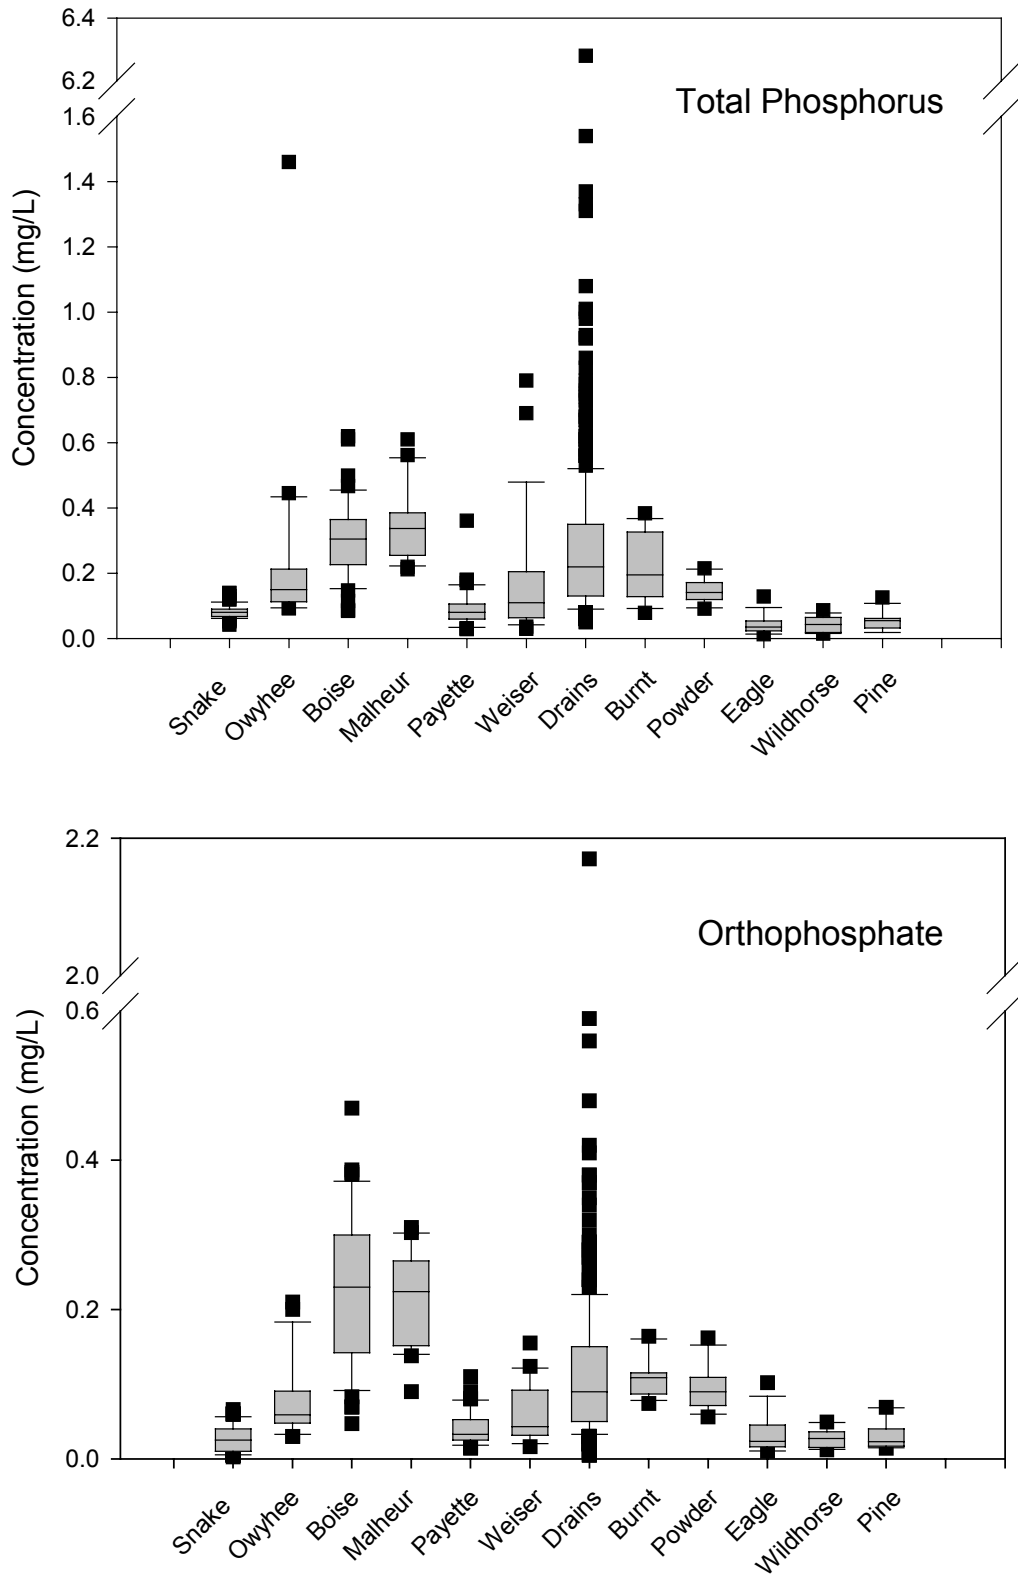 6.4
6.2
Total Phosphorus
1.6
1.4
1.2
1.0
0.8
0.6
0.4
0.2
0.0
Concentration (mg/L)
Snake
Owyhee
Boise
Malheur
Payette
Weiser
Drains
Burnt
Powder
Eagle
Wildhorse
Pine
2.2
Orthophosphate
2.0
0.6
0.4
0.2
0.0
Concentration (mg/L)
Snake
Owyhee
Boise
Malheur
Payette
Weiser
Drains
Burnt
Powder
Eagle
Wildhorse
Pine